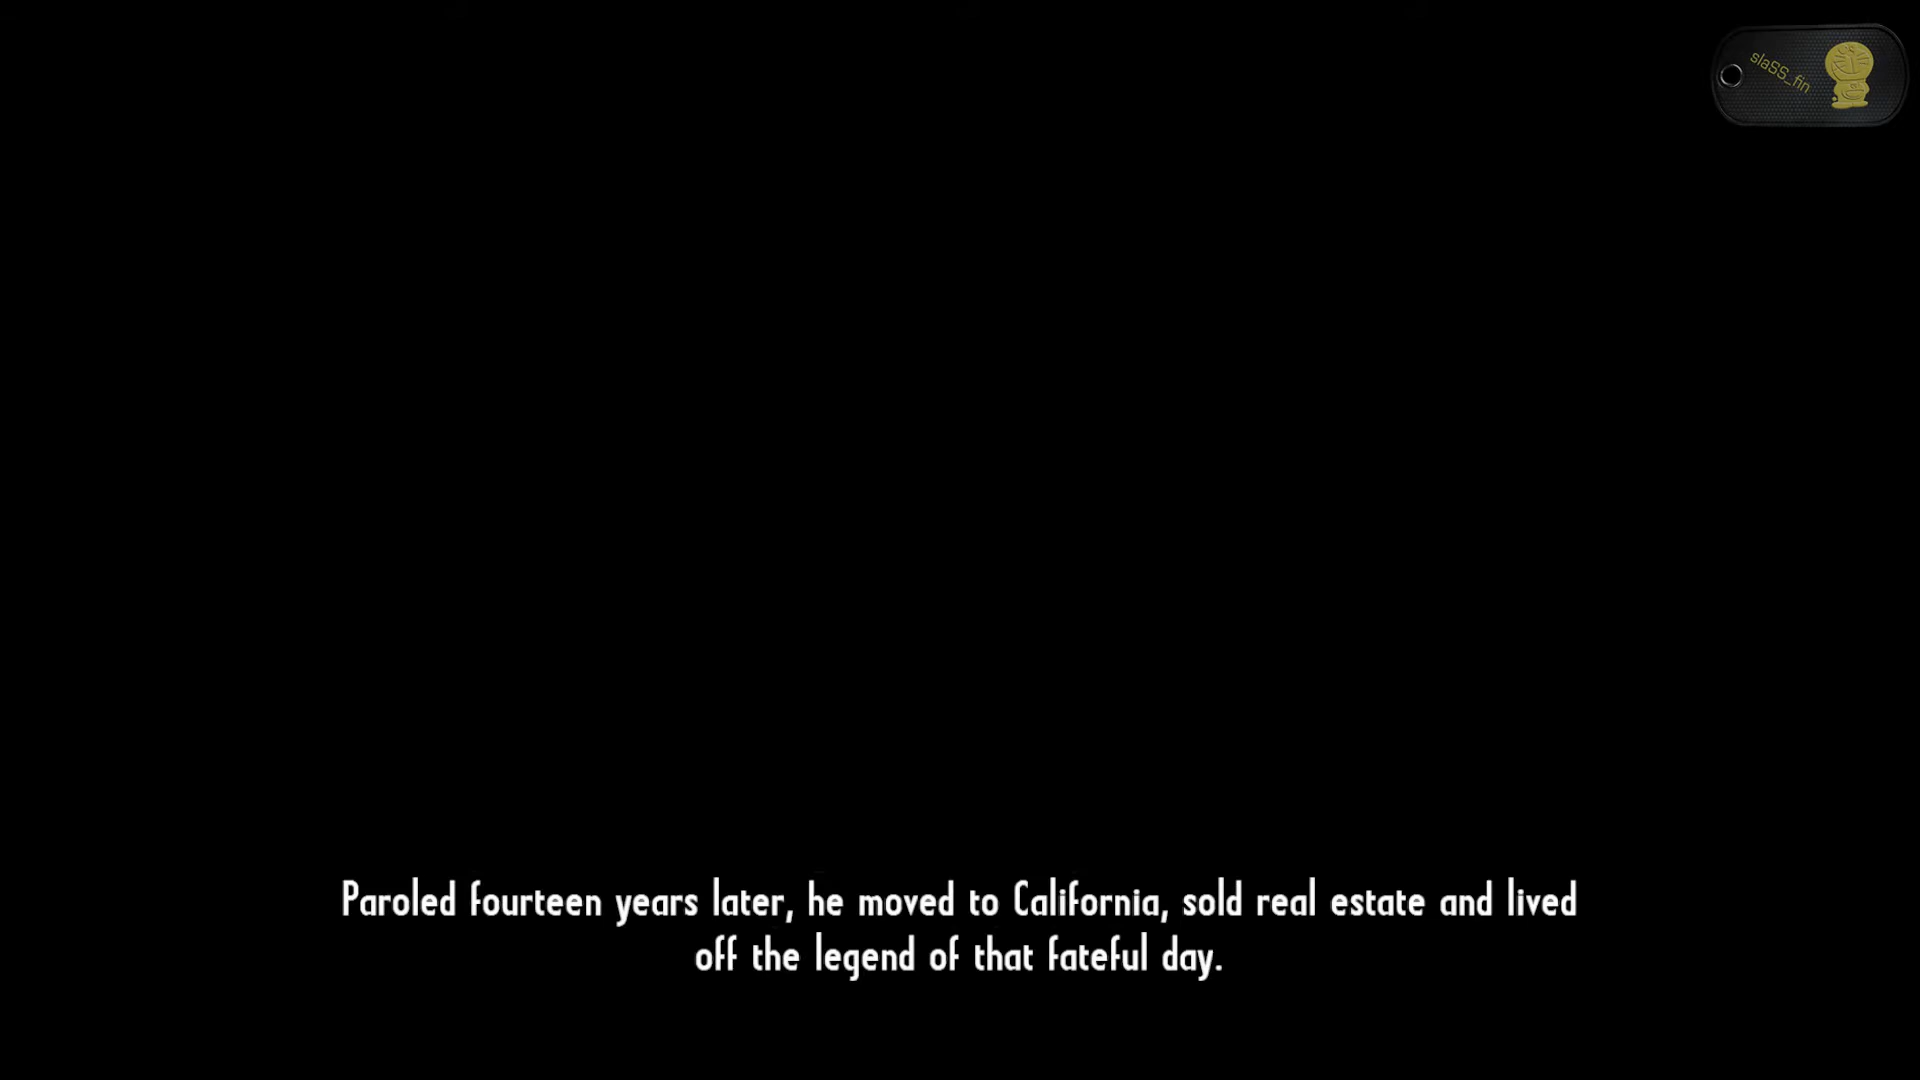 slaSS_fin
Paroled fourteen years later, he moved to California, sold real estate and lived
off the legend of that fateful day.